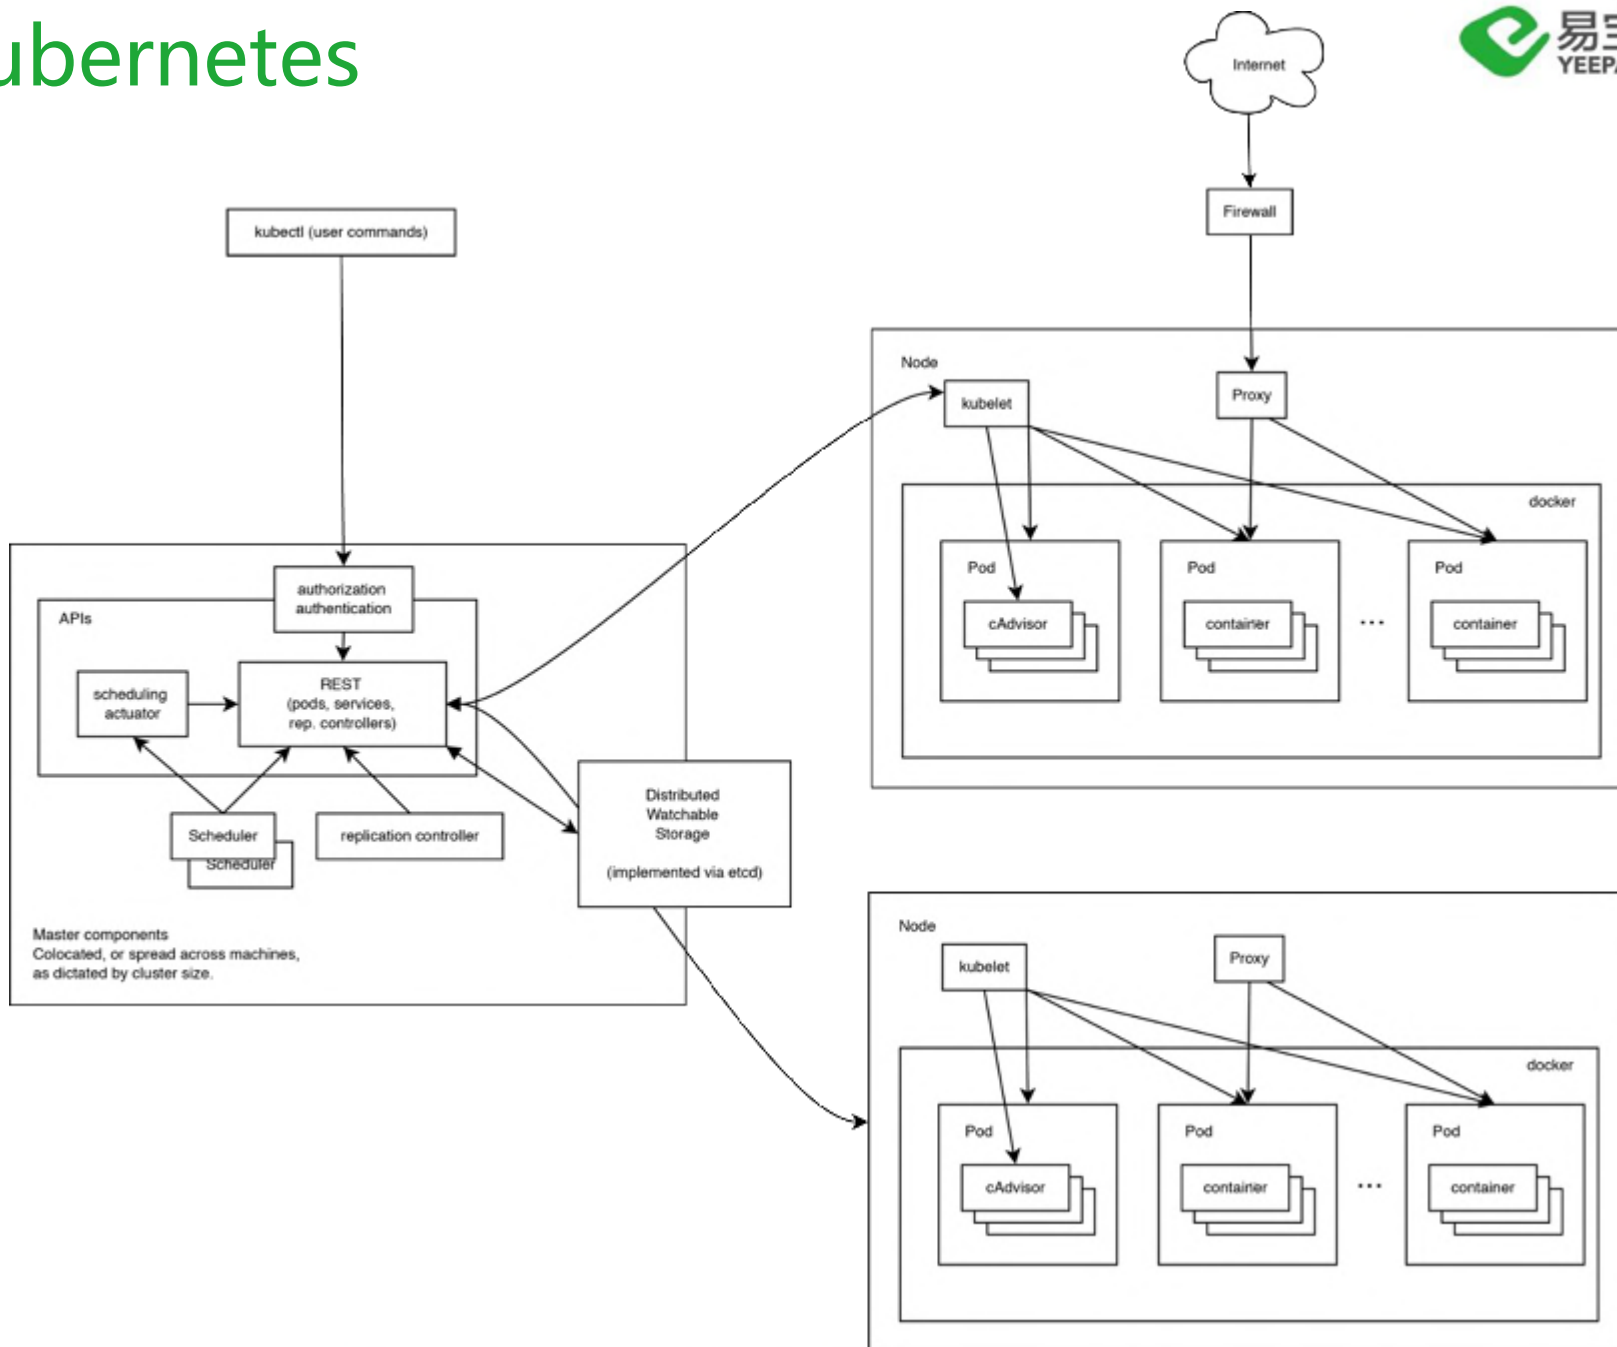 ubernetes
易宝
YEEPA
Internet
Firewall
kubectl (user commands)
Node
kubelet
Proxy
docker
Pod
cAdvisor
Pod
container
...
Pod
container
authorization
authentication
APIs
scheduling
actuator
REST
(pods, services,
rep. controllers)
Scheduler
Scheduler
replication controller
Distributed
Watchable
Storage
(implemented via etcd)
Master components
Colocated, or spread across machines,
as dictated by cluster size.
Node
kubelet
Proxy
docker
Pod
cAdvisor
Pod
container
...
Pod
container